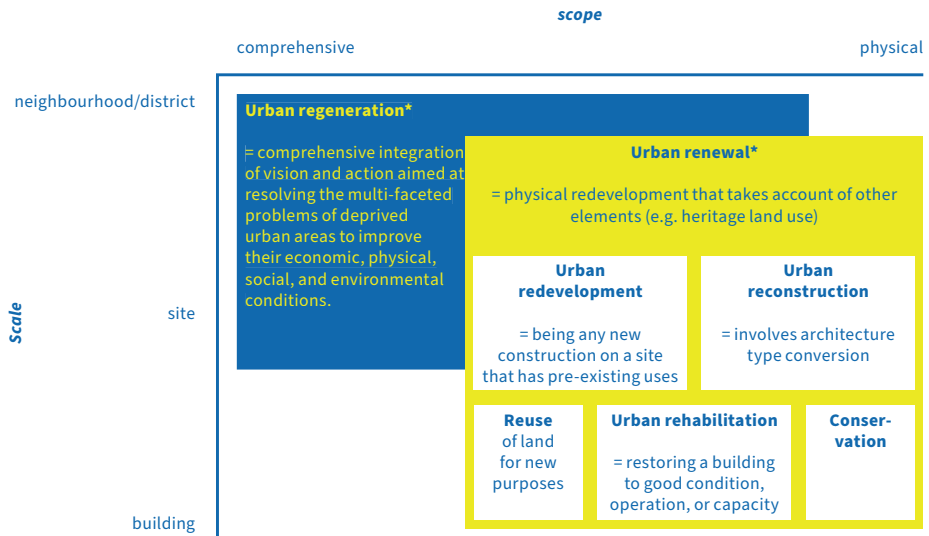 scope
comprehensive
physical
neighbourhood/district
site
building
Scale
Urban regeneration*
= comprehensive integration
of vision and action aimed at
resolving the multi-faceted
problems of deprived
urban areas to improve
their economic, physical,
social, and environmental
conditions.
Urban renewal*
= physical redevelopment that takes account of other
elements (e.g. heritage land use)
Urban
redevelopment
= being any new
construction on a site
that has pre-existing uses
Urban
reconstruction
= involves architecture
type conversion
Reuse
of land
for new
purposes
Urban rehabilitation
= restoring a building
to good condition,
operation, or capacity
Conser-
vation